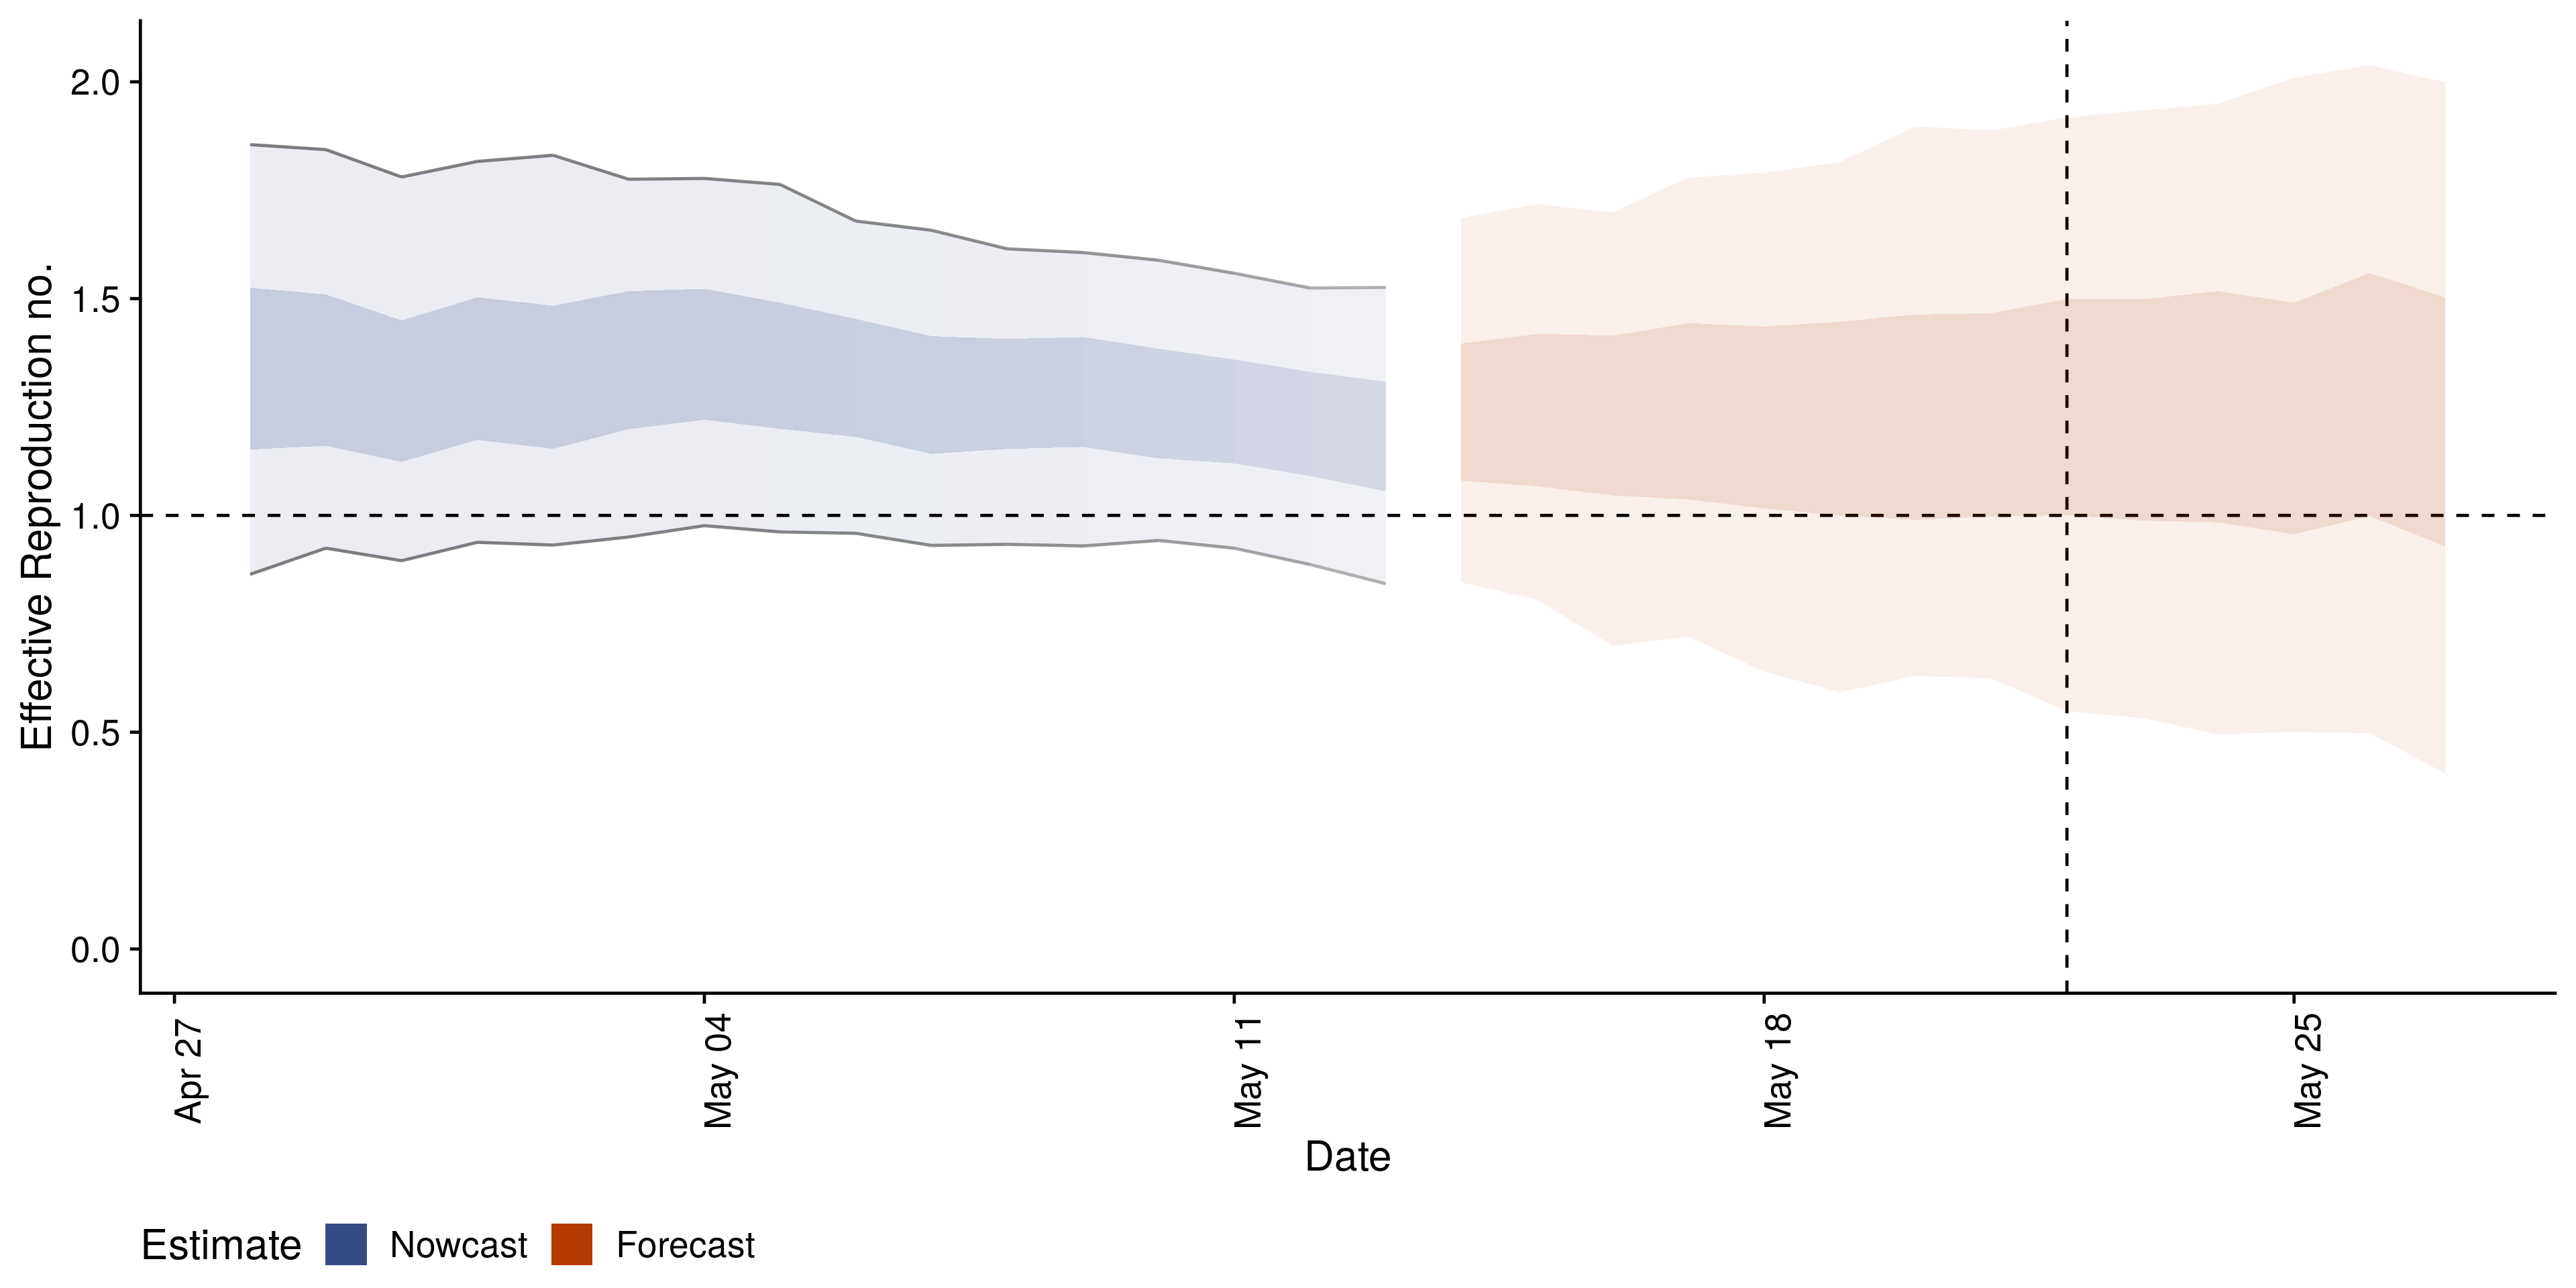 Effective Reproduction no.
2.0
1.5
1.0
0.5
0.0
Apr 27
May 04
May 11
May 18
May 25
Date
Estimate Nowcast Forecast